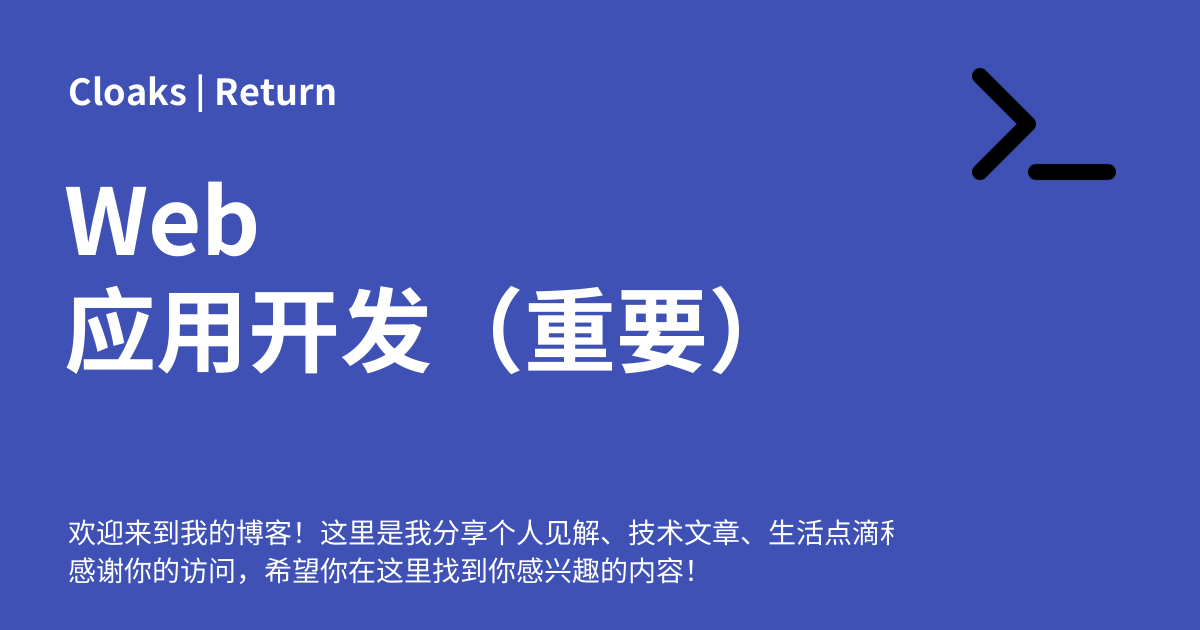 Cloaks | Return
Web
应用开发（重要）
欢迎来到我的博客！这里是我分享个人见解、技术文章、生活点滴
感谢你的访问，希望你在这里找到你感兴趣的内容！